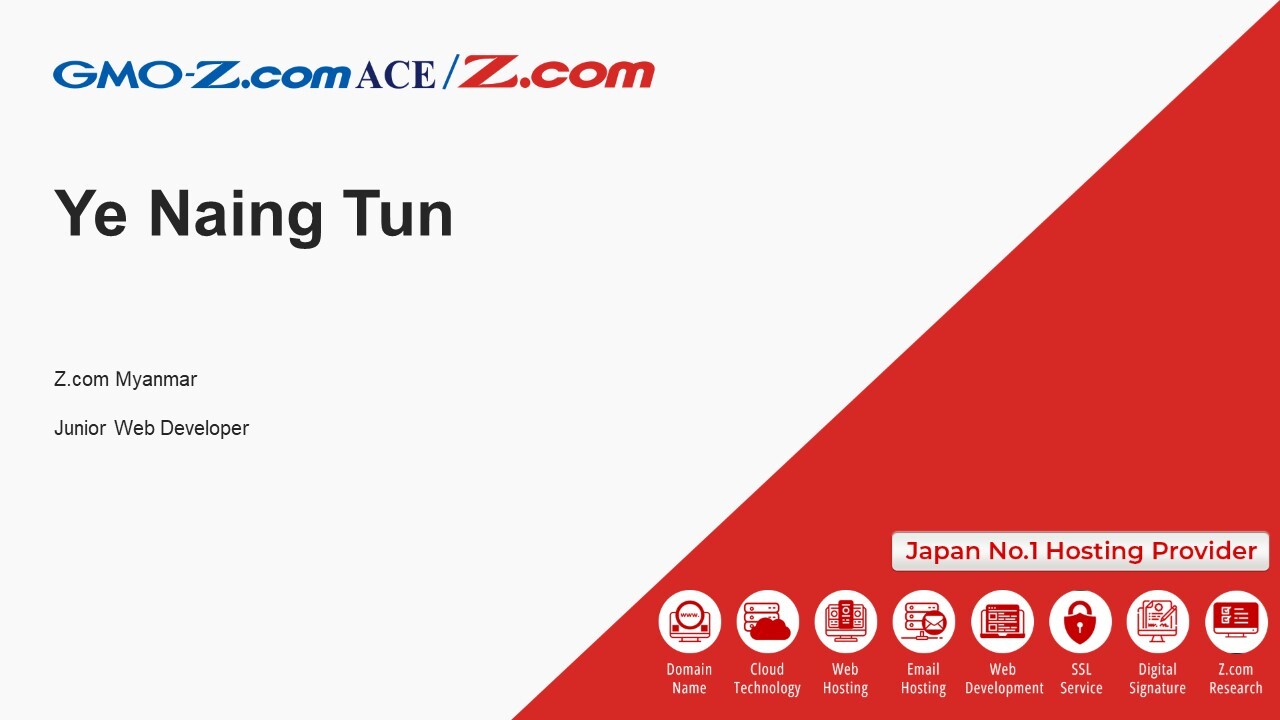 GMO-Z.com ACE / Z.com
Ye Naing Tun
Z.com Myanmar
Junior Web Developer
Japan No.1 Hosting Provider
www.
Domain Name
Cloud Technology
Web Hosting
Email Hosting
Web Development
SSL Service
Digital Signature
Z.com Research